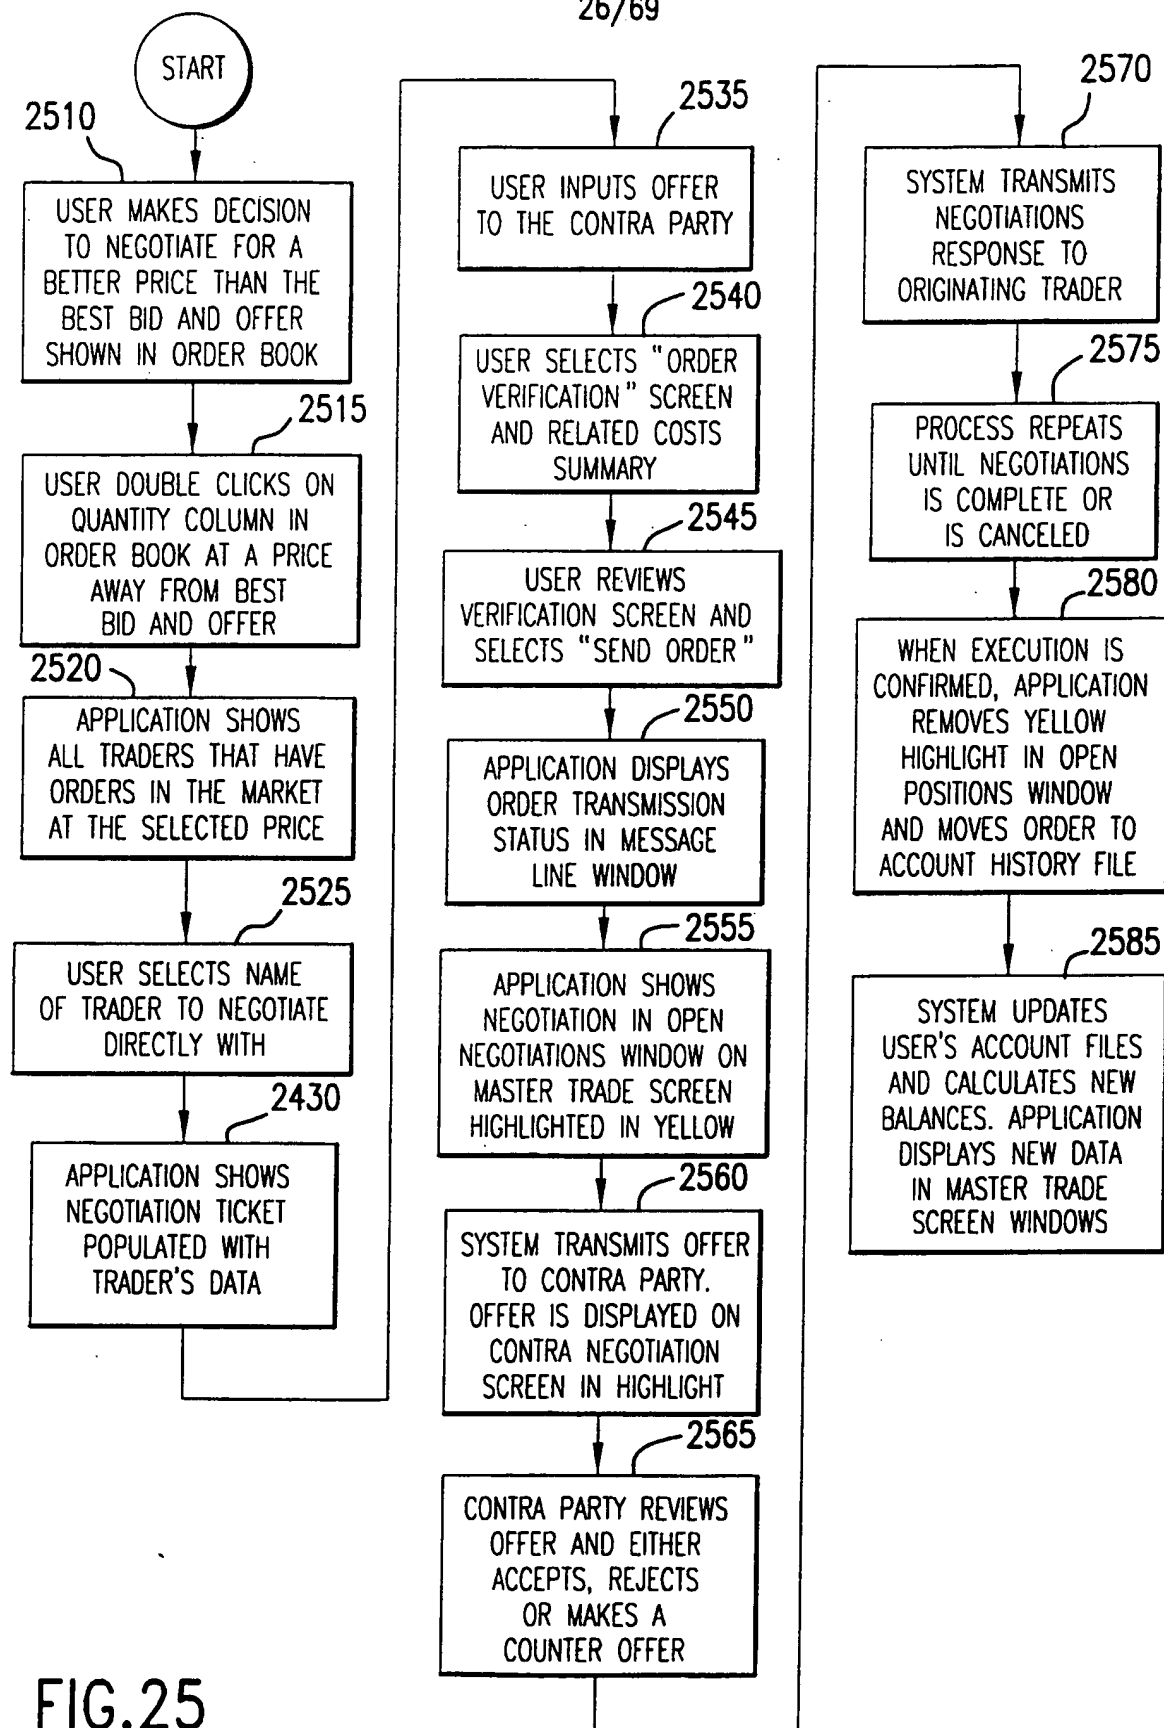 26/69
START
2510
USER MAKES DECISION
TO NEGOTIATE FOR A
BETTER PRICE THAN THE
BEST BID AND OFFER
SHOWN IN ORDER BOOK
2515
USER DOUBLE CLICKS ON
QUANTITY COLUMN IN
ORDER BOOK AT A PRICE
AWAY FROM BEST
BID AND OFFER
2520
APPLICATION SHOWS
ALL TRADERS THAT HAVE
ORDERS IN THE MARKET
AT THE SELECTED PRICE
2525
USER SELECTS NAME
OF TRADER TO NEGOTIATE
DIRECTLY WITH
2430
APPLICATION SHOWS
NEGOTIATION TICKET
POPULATED WITH
TRADER'S DATA
2535
USER INPUTS OFFER
TO THE CONTRA PARTY
2540
USER SELECTS "ORDER
VERIFICATION" SCREEN
AND RELATED COSTS
SUMMARY
2545
USER REVIEWS
VERIFICATION SCREEN AND
SELECTS "SEND ORDER"
2550
APPLICATION DISPLAYS
ORDER TRANSMISSION
STATUS IN MESSAGE
LINE WINDOW
2555
APPLICATION SHOWS
NEGOTIATION IN OPEN
NEGOTIATIONS WINDOW ON
MASTER TRADE SCREEN
HIGHLIGHTED IN YELLOW
2560
SYSTEM TRANSMITS OFFER
TO CONTRA PARTY.
OFFER IS DISPLAYED ON
CONTRA NEGOTIATION
SCREEN IN HIGHLIGHT
2565
CONTRA PARTY REVIEWS
OFFER AND EITHER
ACCEPTS, REJECTS
OR MAKES A
COUNTER OFFER
2570
SYSTEM TRANSMITS
NEGOTIATIONS
RESPONSE TO
ORIGINATING TRADER
2575
PROCESS REPEATS
UNTIL NEGOTIATIONS
IS COMPLETE OR
IS CANCELED
2580
WHEN EXECUTION IS
CONFIRMED, APPLICATION
REMOVES YELLOW
HIGHLIGHT IN OPEN
POSITIONS WINDOW
AND MOVES ORDER TO
ACCOUNT HISTORY FILE
2585
SYSTEM UPDATES
USER'S ACCOUNT FILES
AND CALCULATES NEW
BALANCES. APPLICATION
DISPLAYS NEW DATA
IN MASTER TRADE
SCREEN WINDOWS
FIG.25